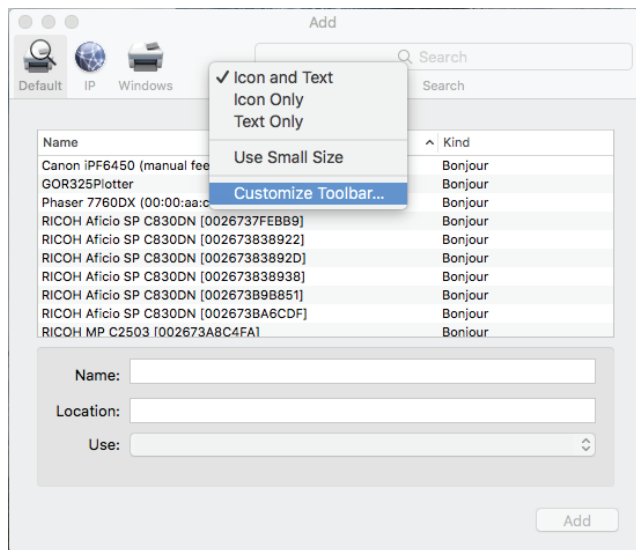 Add
Search
Default IP Windows Search
✓ Icon and Text
Icon Only
Text Only
Use Small Size
Customize Toolbar...
Name Kind
Canon iPF6450 (manual fee Bonjour
GOR325Plotter Bonjour
Phaser 7760DX (00:00:aa:c Bonjour
RICOH Aficio SP C830DN [0026737FEBB9] Bonjour
RICOH Aficio SP C830DN [002673838922] Bonjour
RICOH Aficio SP C830DN [00267383892D] Bonjour
RICOH Aficio SP C830DN [002673838938] Bonjour
RICOH Aficio SP C830DN [002673B9B851] Bonjour
RICOH Aficio SP C830DN [002673BA6CDF] Bonjour
RICOH MP C2503 [002673A8C4FA] Bonjour
Name:
Location:
Use:
Add